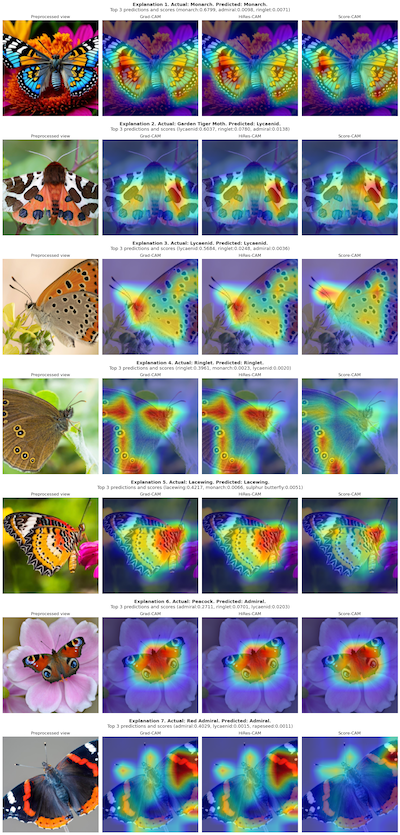 Explanation 1. Actual: Monarch. Predicted: Monarch.
Top 3 predictions and scores (monarch:0.6799, admiral:0.0098, ringlet:0.0071)
Preprocessed view Grad-CAM HiRes-CAM Score-CAM
Explanation 2. Actual: Garden Tiger Moth. Predicted: Lycaenid.
Top 3 predictions and scores (lycaenid:0.6037, ringlet:0.0780, admiral:0.0138)
Preprocessed view Grad-CAM HiRes-CAM Score-CAM
Explanation 3. Actual: Lycaenid. Predicted: Lycaenid.
Top 3 predictions and scores (lycaenid:0.5684, ringlet:0.0248, admiral:0.0036)
Preprocessed view Grad-CAM HiRes-CAM Score-CAM
Explanation 4. Actual: Ringlet. Predicted: Ringlet.
Top 3 predictions and scores (ringlet:0.3961, monarch:0.0023, lycaenid:0.0020)
Preprocessed view Grad-CAM HiRes-CAM Score-CAM
Explanation 5. Actual: Lacewing. Predicted: Lacewing.
Top 3 predictions and scores (lacewing:0.4217, monarch:0.0066, sulphur butterfly:0.0051)
Preprocessed view Grad-CAM HiRes-CAM Score-CAM
Explanation 6. Actual: Peacock. Predicted: Admiral.
Top 3 predictions and scores (admiral:0.2711, ringlet:0.0701, lycaenid:0.0203)
Preprocessed view Grad-CAM HiRes-CAM Score-CAM
Explanation 7. Actual: Red Admiral. Predicted: Admiral.
Top 3 predictions and scores (admiral:0.4029, lycaenid:0.0015, rapeseed:0.0011)
Preprocessed view Grad-CAM HiRes-CAM Score-CAM